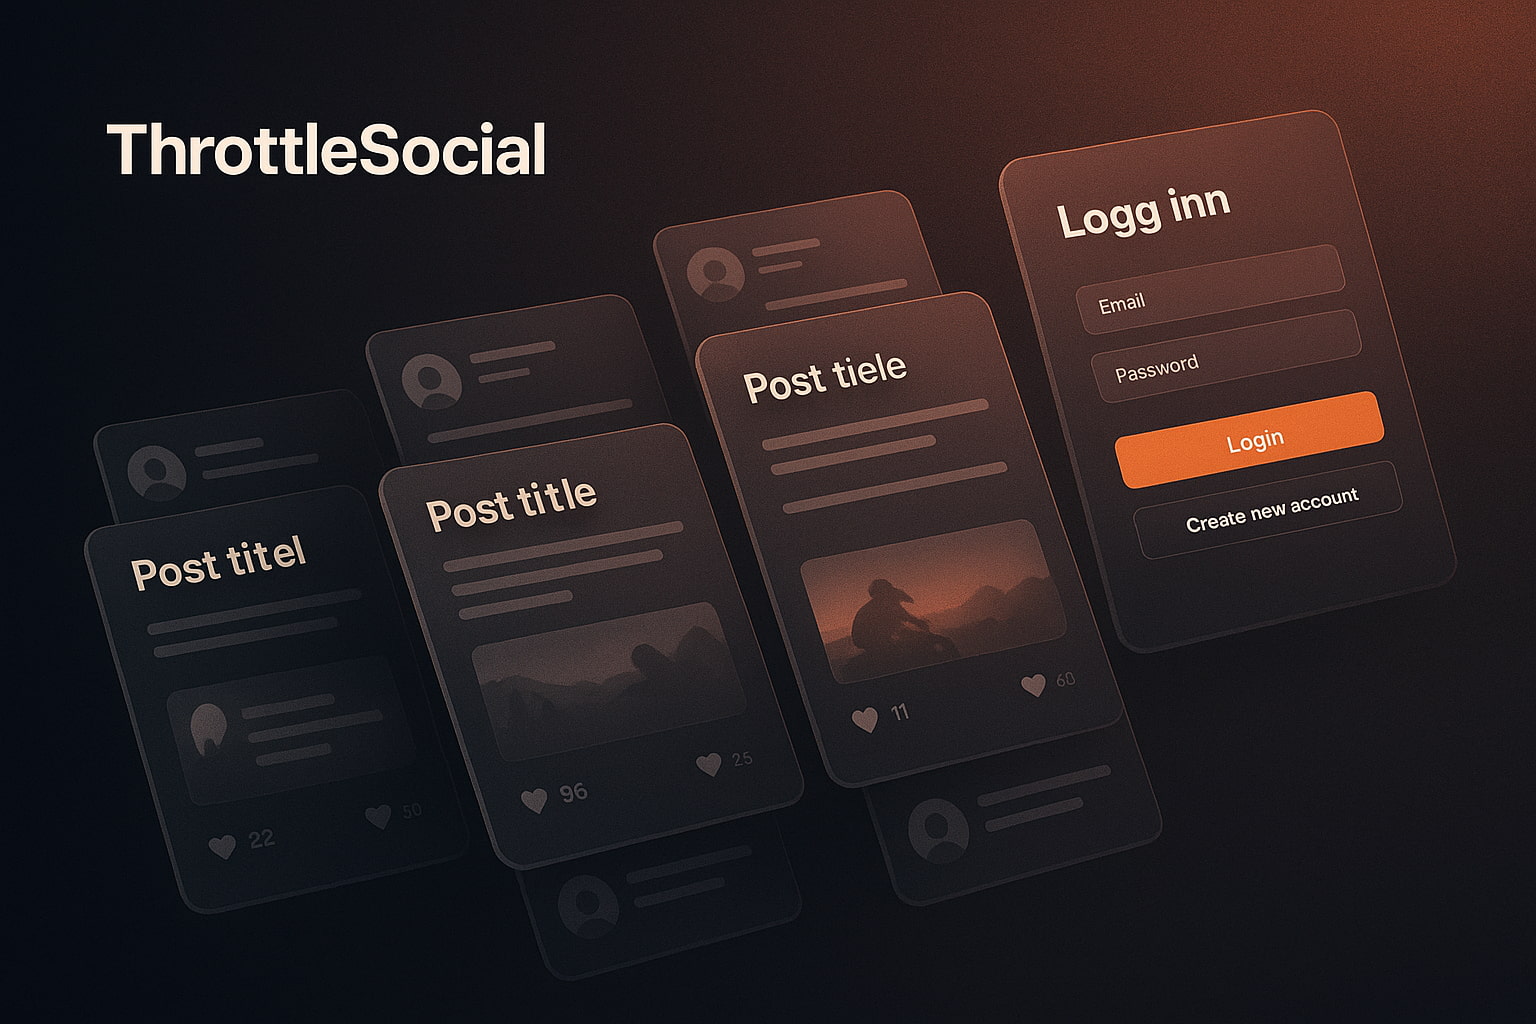 ThrottleSocial
Post titel
22
50
Post title
96
25
Post tiele
11
60
Logg inn
Email
Password
Login
Create new account